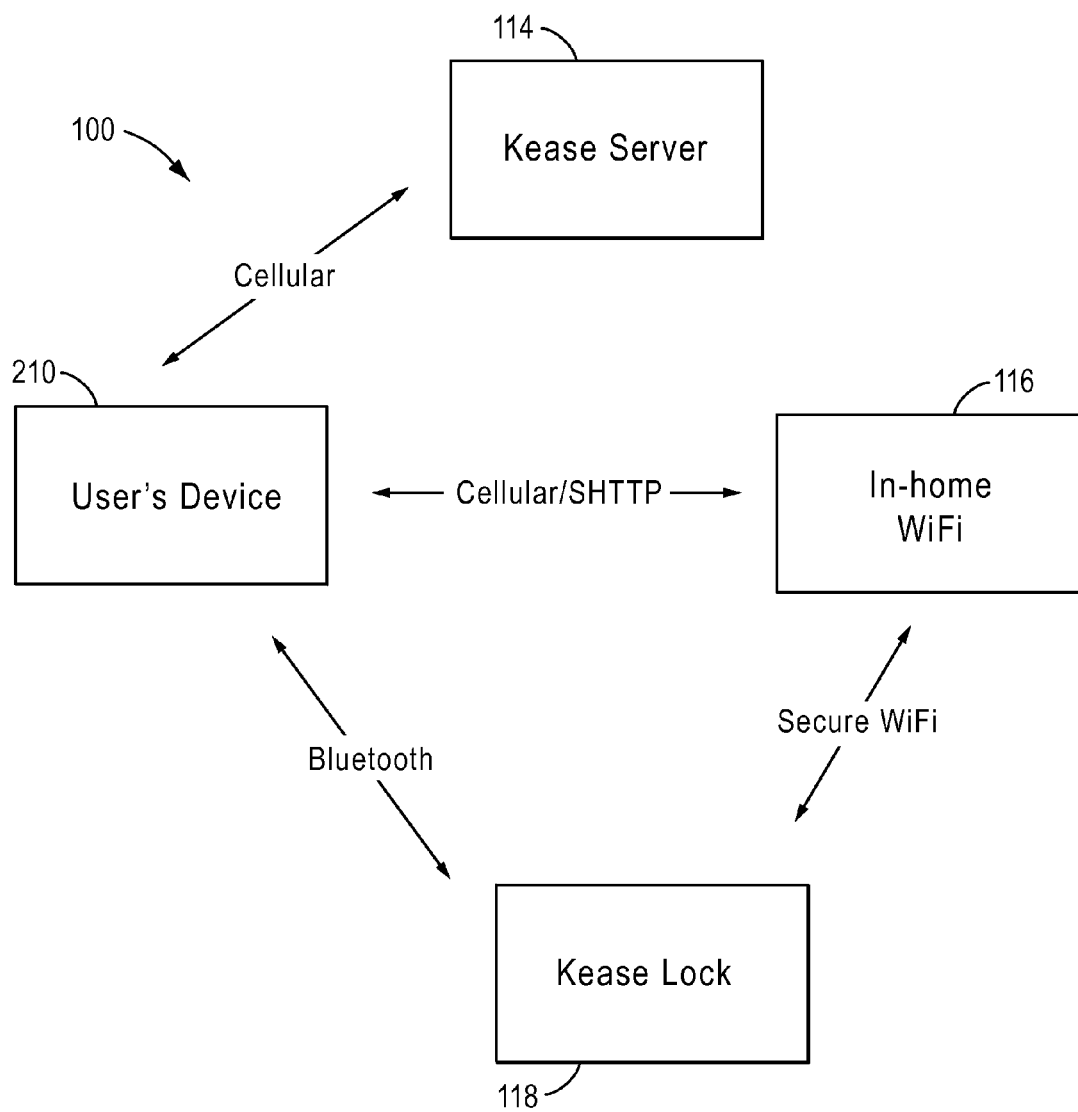 114
Kease Server
100
Cellular
210
User's Device
Cellular/SHTTP
116
In-home
WiFi
Bluetooth
Secure WiFi
Kease Lock
118